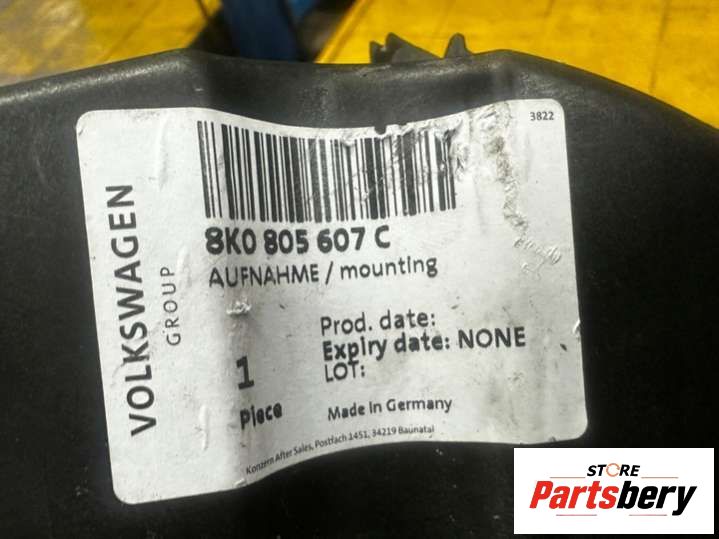 3822
VOLKSWAGEN
GROUP
8K0 805 607 C
AUFNAHME / mounting
Prod. date:
Expiry date: NONE
LOT:
1
Piece
Made in Germany
Konzern After Sales, Postfach 1451, 34219 Baunatal
STORE
Partsbery